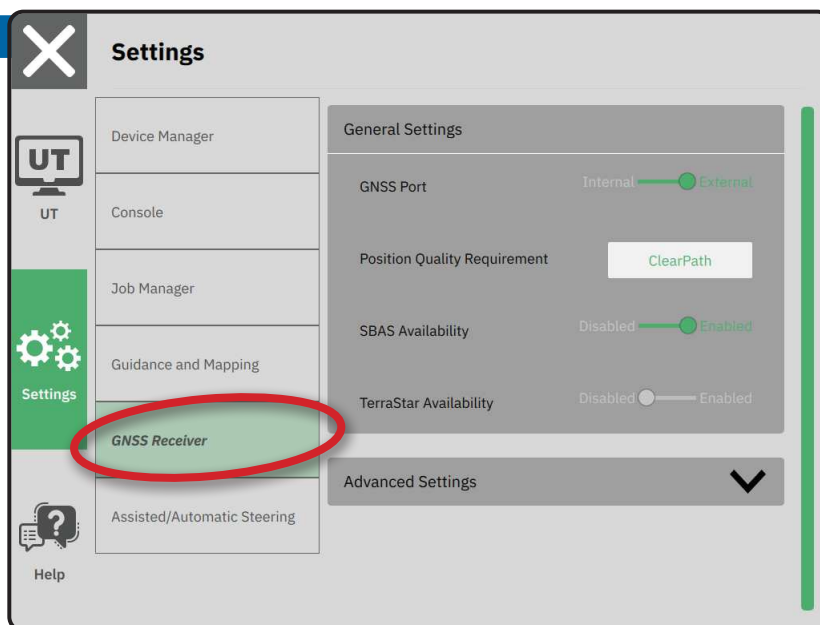 Settings
UT
UT
Settings
Help
Device Manager
Console
Job Manager
Guidance and Mapping
GNSS Receiver
Assisted/Automatic Steering
General Settings
GNSS Port Internal External
Position Quality Requirement ClearPath
SBAS Availability Disabled Enabled
TerraStar Availability Disabled Enabled
Advanced Settings